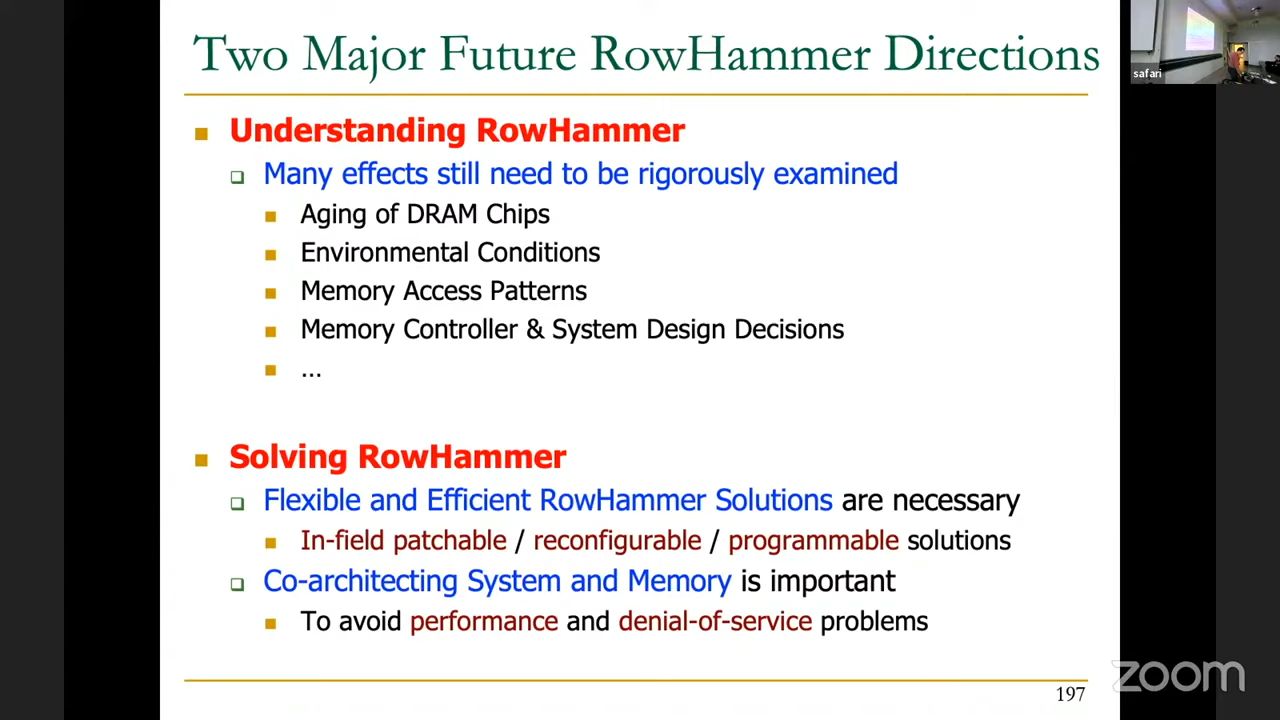 Two Major Future RowHammer Directions
safari
Understanding RowHammer
Many effects still need to be rigorously examined
Aging of DRAM Chips
Environmental Conditions
Memory Access Patterns
Memory Controller & System Design Decisions
...
Solving RowHammer
Flexible and Efficient RowHammer Solutions are necessary
In-field patchable / reconfigurable / programmable solutions
Co-architecting System and Memory is important
To avoid performance and denial-of-service problems
197
zoom